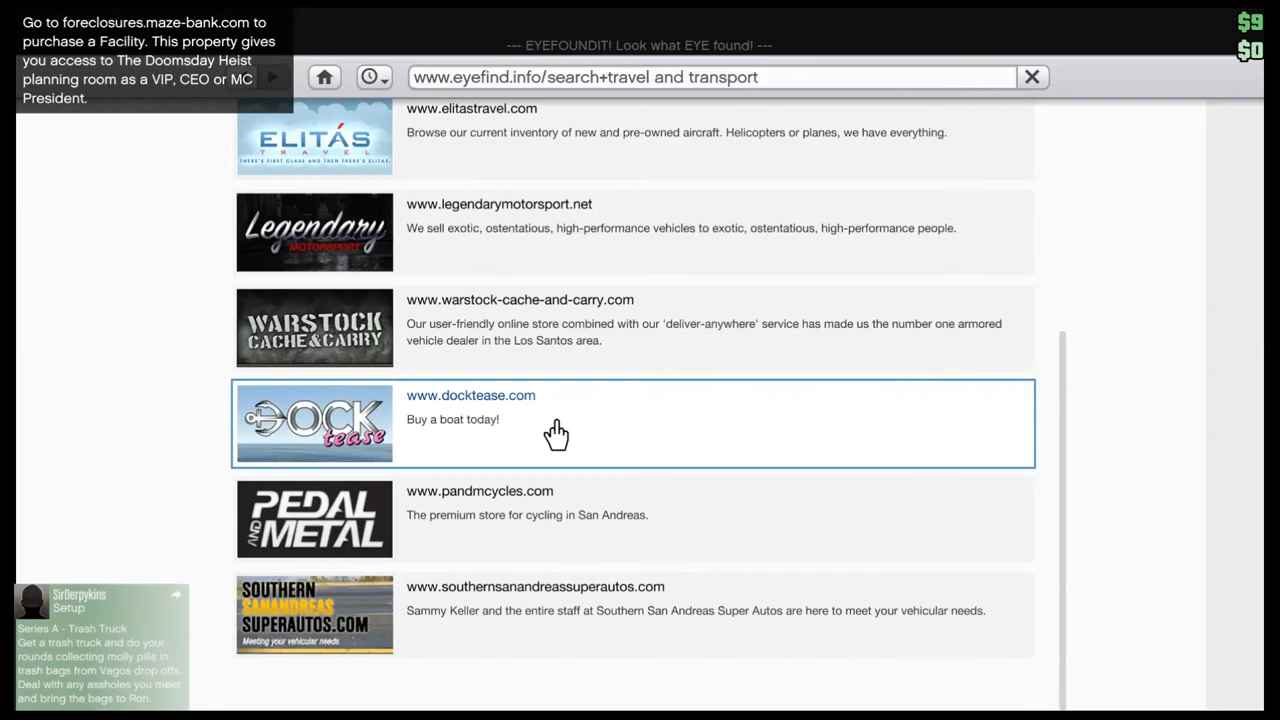 Go to foreclosures.maze-bank.com to
purchase a Facility. This property gives
you access to The Doomsday Heist
planning room as a VIP, CEO or MC
President.
--- EYEFOUNDIT! Look what EYE found! ---
$9
$0
www.eyefind.info/search+travel and transport
www.elitastravel.com
Browse our current inventory of new and pre-owned aircraft. Helicopters or planes, we have everything.
ELITÁS
TRAVEL
THERE'S FIRST CLASS AND THEN THERE'S ELITAS.
www.legendarymotorsport.net
We sell exotic, ostentatious, high-performance vehicles to exotic, ostentatious, high-performance people.
Legendary
MOTORSPORT
www.warstock-cache-and-carry.com
Our user-friendly online store combined with our 'deliver-anywhere' service has made us the number one armored
vehicle dealer in the Los Santos area.
WARSTOCK
CACHE&CARRY
www.docktease.com
Buy a boat today!
DOCK
tease
www.pandmcycles.com
The premium store for cycling in San Andreas.
PEDAL
AND
METAL
www.southernsanandreassuperautos.com
Sammy Keller and the entire staff at Southern San Andreas Super Autos are here to meet your vehicular needs.
SOUTHERN
SANANDREAS
SUPERAUTOS.COM
Meeting your vehicular needs
SirDerpykins
Setup
Series A - Trash Truck
Get a trash truck and do your
rounds collecting molly pills in
trash bags from Vagos drop offs.
Deal with any assholes you meet
and bring the bags to Ron.